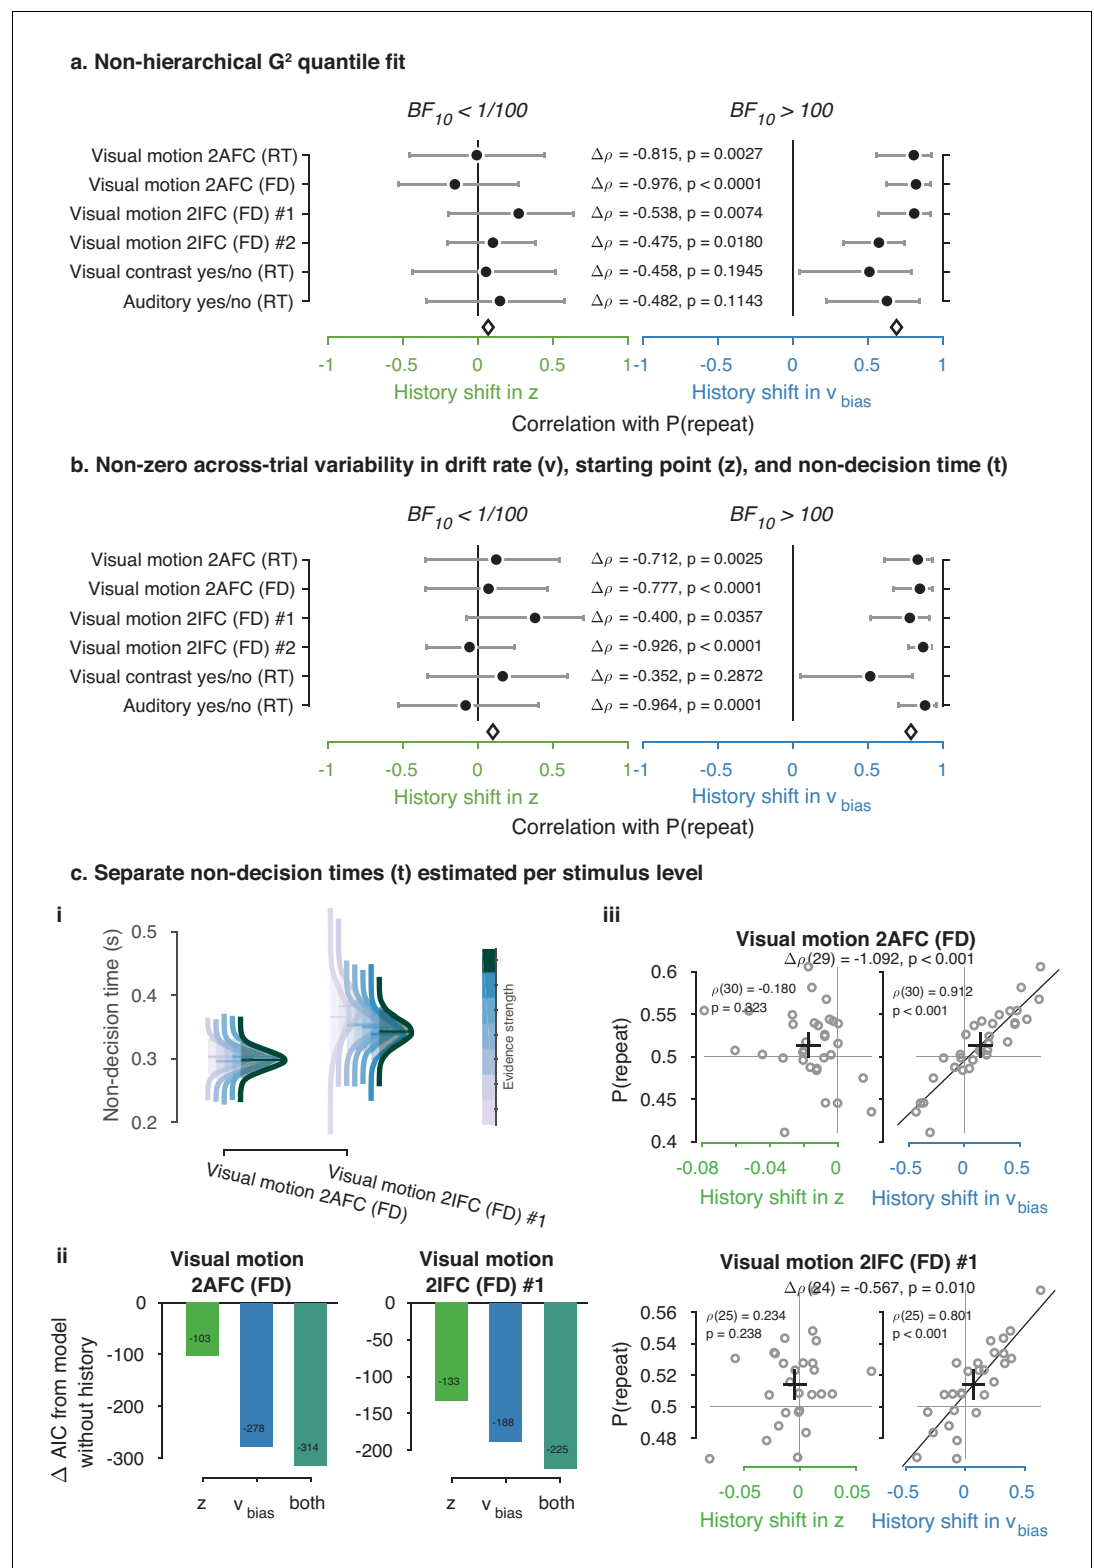 a. Non-hierarchical G² quantile fit
BF10 < 1/100
BF10 > 100
Visual motion 2AFC (RT)
Δρ = -0.815, p = 0.0027
Visual motion 2AFC (FD)
Δρ = -0.976, p < 0.0001
Visual motion 2IFC (FD) #1
Δρ = -0.538, p = 0.0074
Visual motion 2IFC (FD) #2
Δρ = -0.475, p = 0.0180
Visual contrast yes/no (RT)
Δρ = -0.458, p = 0.1945
Auditory yes/no (RT)
Δρ = -0.482, p = 0.1143
-1 -0.5 0 0.5 1
-1 -0.5 0 0.5 1
History shift in z
History shift in v bias
Correlation with P(repeat)
b. Non-zero across-trial variability in drift rate (v), starting point (z), and non-decision time (t)
BF10 < 1/100
BF10 > 100
Visual motion 2AFC (RT)
Δρ = -0.712, p = 0.0025
Visual motion 2AFC (FD)
Δρ = -0.777, p < 0.0001
Visual motion 2IFC (FD) #1
Δρ = -0.400, p = 0.0357
Visual motion 2IFC (FD) #2
Δρ = -0.926, p < 0.0001
Visual contrast yes/no (RT)
Δρ = -0.352, p = 0.2872
Auditory yes/no (RT)
Δρ = -0.964, p = 0.0001
-1 -0.5 0 0.5 1
-1 -0.5 0 0.5 1
History shift in z
History shift in v bias
Correlation with P(repeat)
c. Separate non-decision times (t) estimated per stimulus level
i
Non-decision time (s)
0.5
0.4
0.3
0.2
Evidence strength
Visual motion 2AFC (FD)
Visual motion 2IFC (FD) #1
ii
Visual motion
2AFC (FD)
Δ AIC from model
without history
0
-100
-200
-300
-103
-278
-314
z v bias both
Visual motion
2IFC (FD) #1
0
-50
-100
-150
-200
-133
-188
-225
z v bias both
iii
Visual motion 2AFC (FD)
Δρ(29) = -1.092, p < 0.001
P(repeat)
0.6
0.55
0.5
0.45
0.4
ρ(30) = -0.180
p = 0.323
ρ(30) = 0.912
p < 0.001
-0.08 -0.04 0
-0.5 0 0.5
History shift in z
History shift in v bias
Visual motion 2IFC (FD) #1
Δρ(24) = -0.567, p = 0.010
P(repeat)
0.56
0.54
0.52
0.5
0.48
ρ(25) = 0.234
p = 0.238
ρ(25) = 0.801
p < 0.001
-0.05 0 0.05
-0.5 0 0.5
History shift in z
History shift in v bias